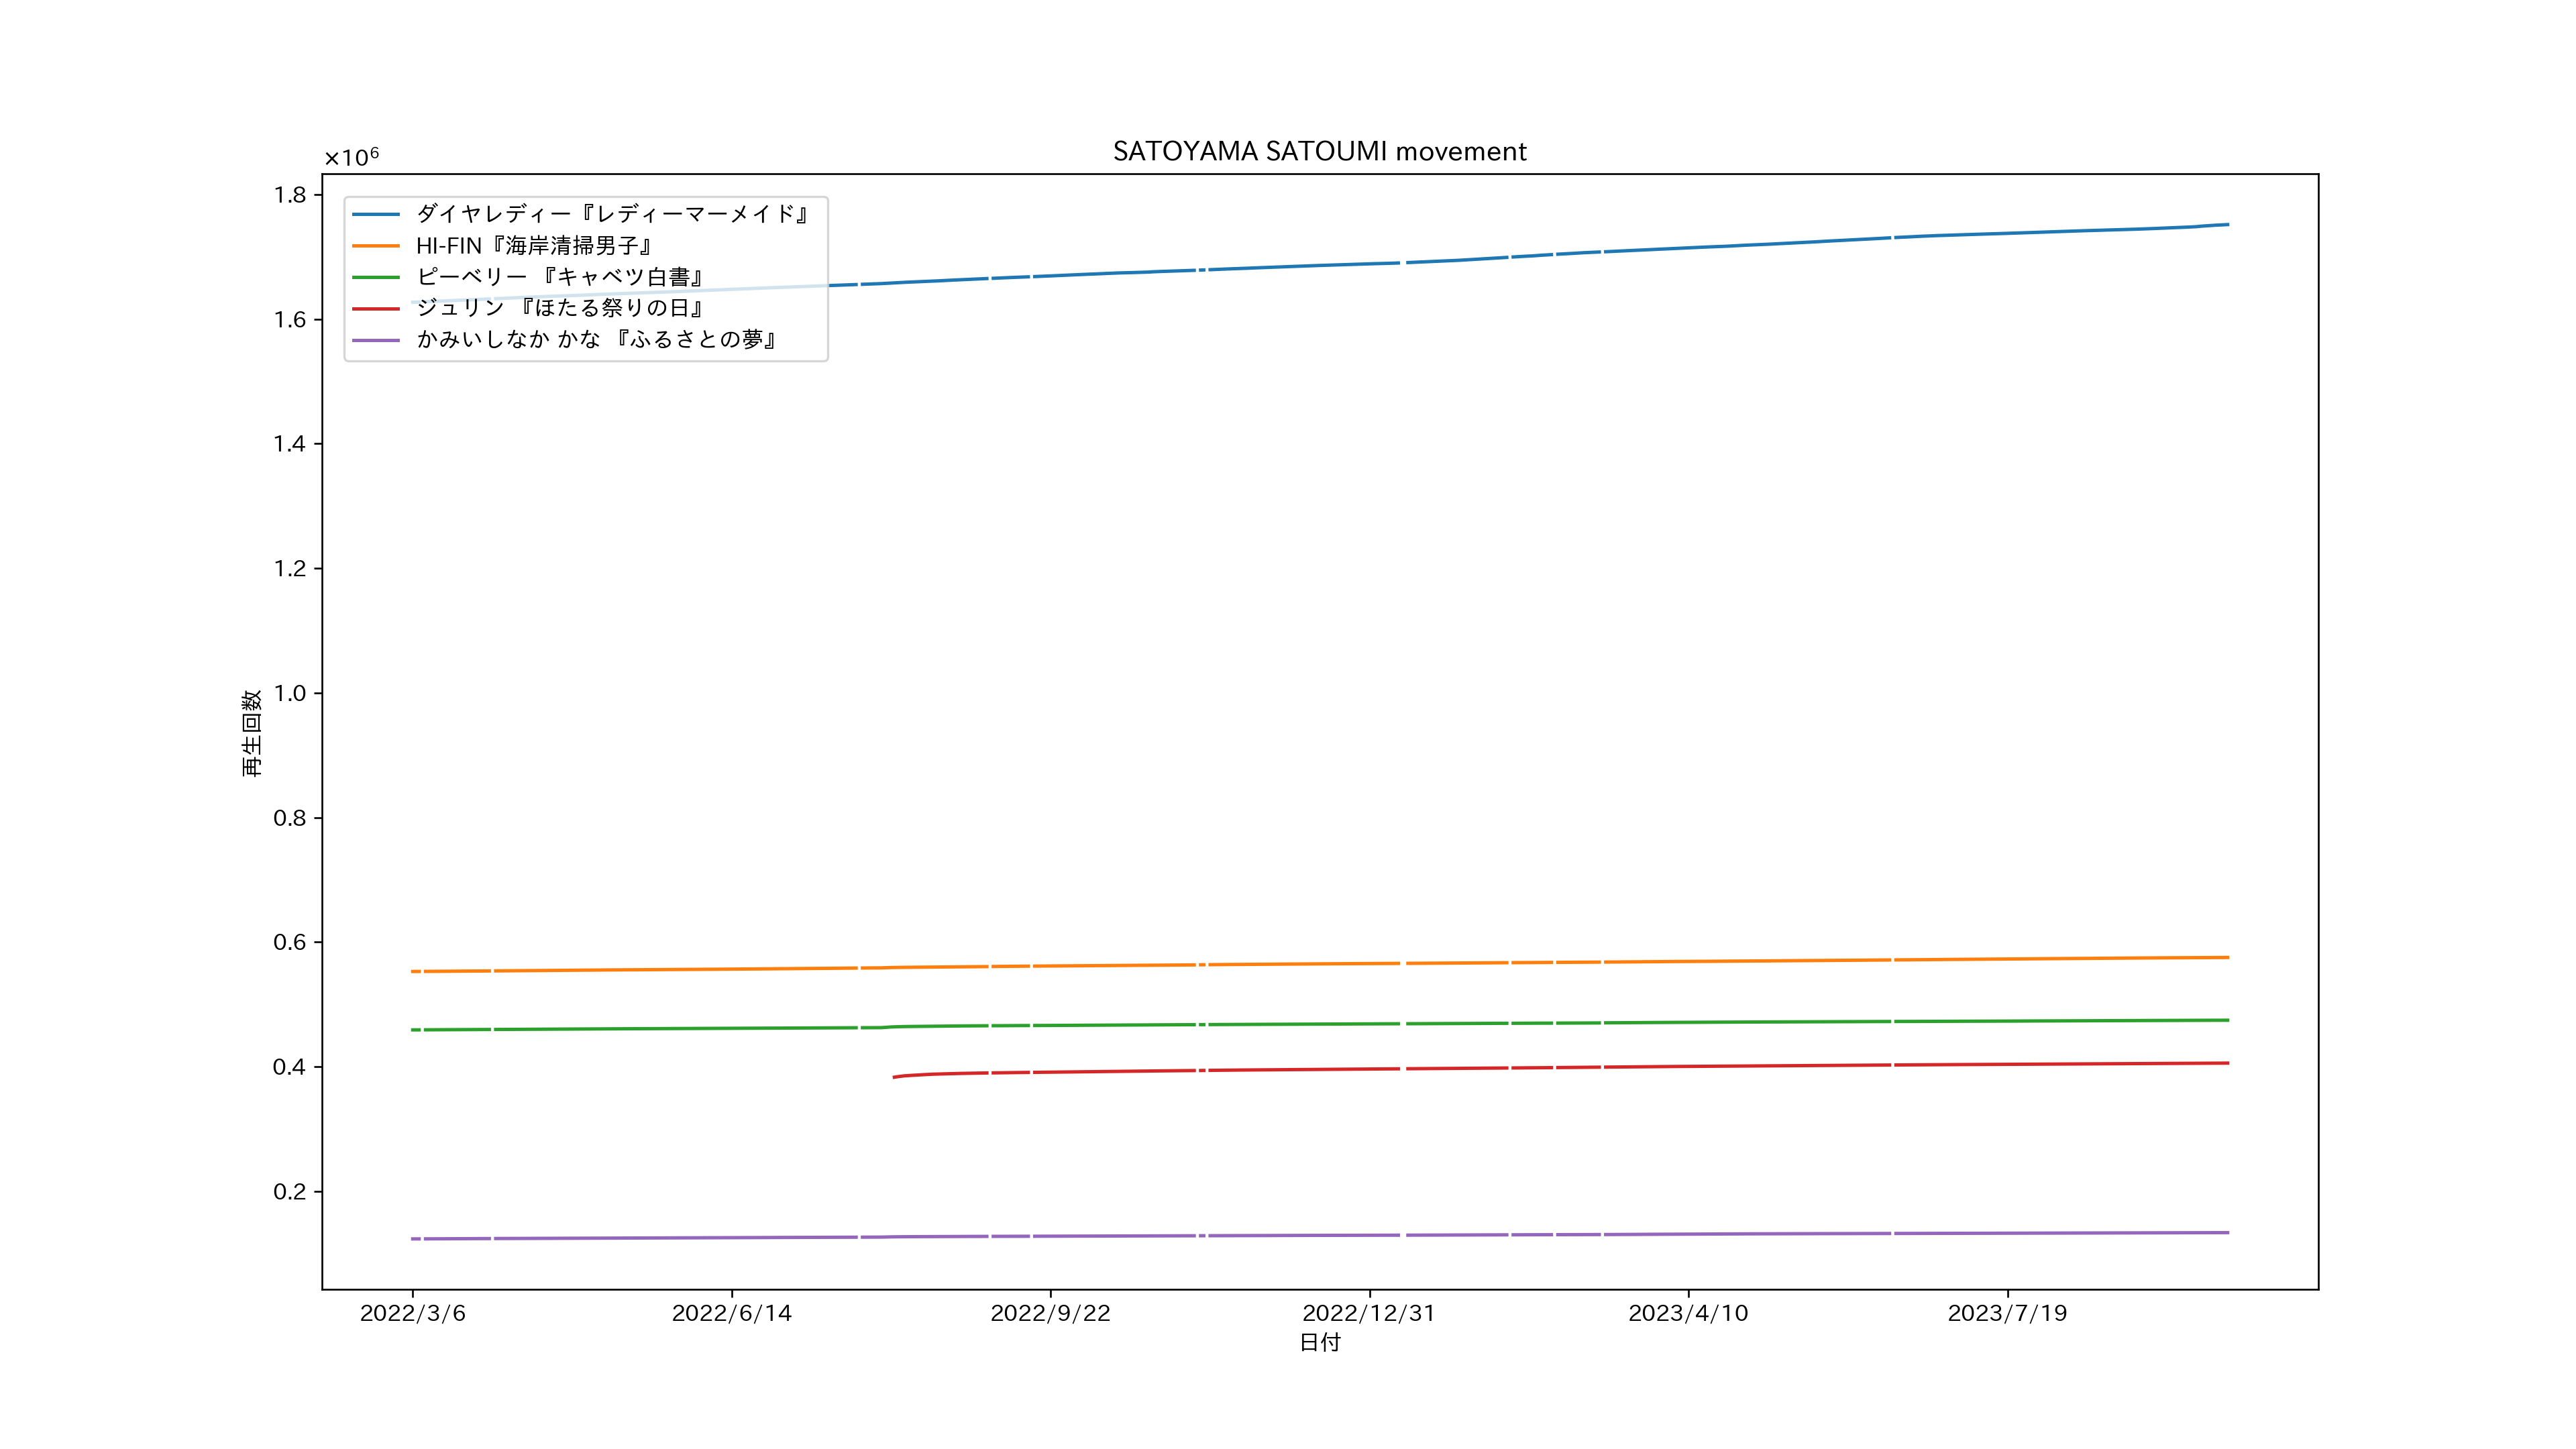 SATOYAMA SATOUMI movement
×10⁶
1.8
1.6
1.4
1.2
1.0
0.8
0.6
0.4
0.2
再生回数
ダイヤレディー『レディーマーメイド』
HI-FIN『海岸清掃男子』
ピーベリー 『キャベツ白書』
ジュリン 『ほたる祭りの日』
かみいしなか かな 『ふるさとの夢』
2022/3/6 2022/6/14 2022/9/22 2022/12/31 2023/4/10 2023/7/19
日付